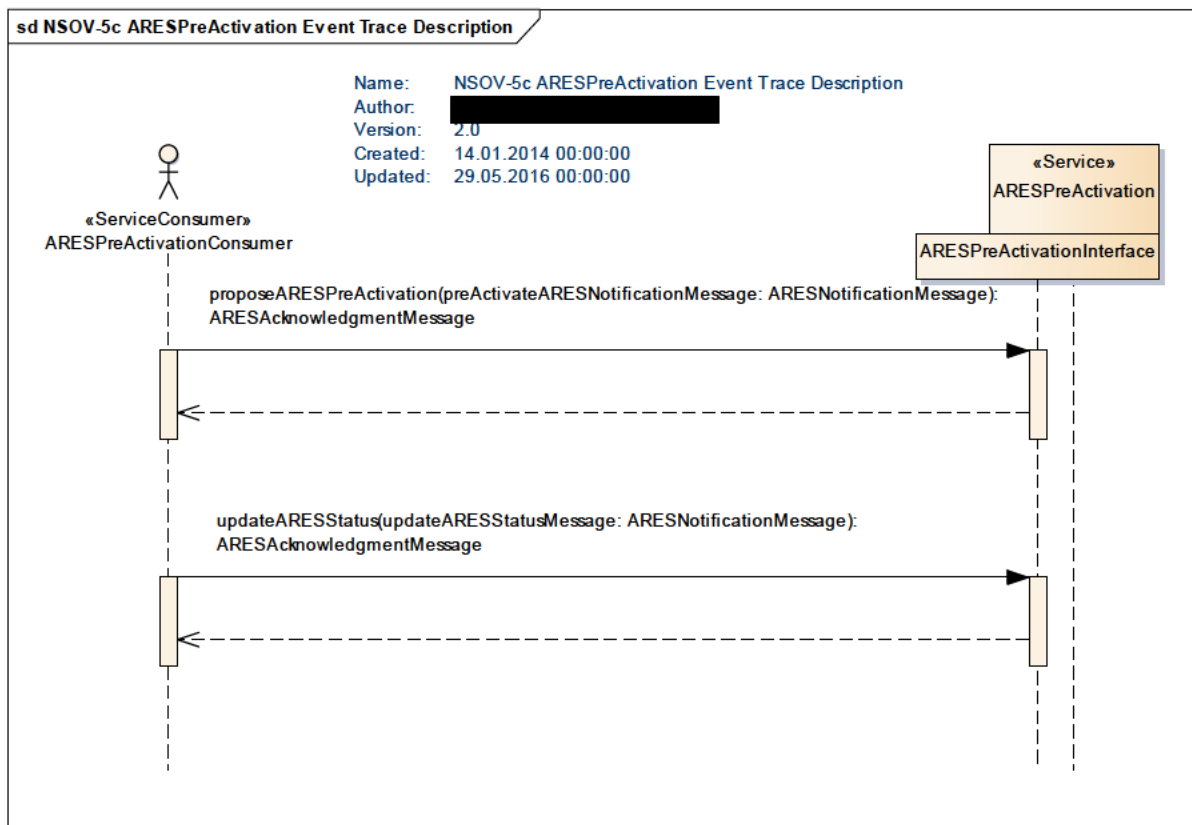 sd NSOV-5c ARESPreActivation Event Trace Description
Name: NSOV-5c ARESPreActivation Event Trace Description
Author:
Version: 2.0
Created: 14.01.2014 00:00:00
Updated: 29.05.2016 00:00:00
«ServiceConsumer»
ARESPreActivationConsumer
«Service»
ARESPreActivation
ARESPreActivationInterface
proposeARESPreActivation(preActivateARESNotificationMessage: ARESNotificationMessage):
ARESAcknowledgmentMessage
updateARESStatus(updateARESStatusMessage: ARESNotificationMessage):
ARESAcknowledgmentMessage